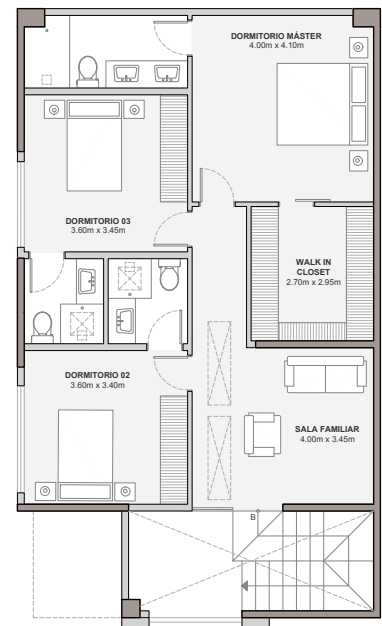 DORMITORIO MÁSTER
4.00m x 4.10m
DORMITORIO 03
3.60m x 3.45m
WALK IN
CLOSET
2.70m x 2.95m
DORMITORIO 02
3.60m x 3.40m
SALA FAMILIAR
4.00m x 3.45m
B